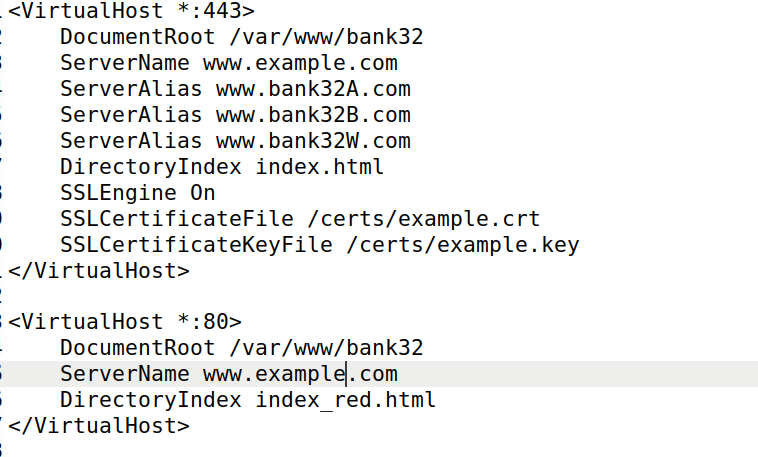 <VirtualHost *:443>
    DocumentRoot /var/www/bank32
    ServerName www.example.com
    ServerAlias www.bank32A.com
    ServerAlias www.bank32B.com
    ServerAlias www.bank32W.com
    DirectoryIndex index.html
    SSLEngine On
    SSLCertificateFile /certs/example.crt
    SSLCertificateKeyFile /certs/example.key
</VirtualHost>

<VirtualHost *:80>
    DocumentRoot /var/www/bank32
    ServerName www.example.com
    DirectoryIndex index_red.html
</VirtualHost>